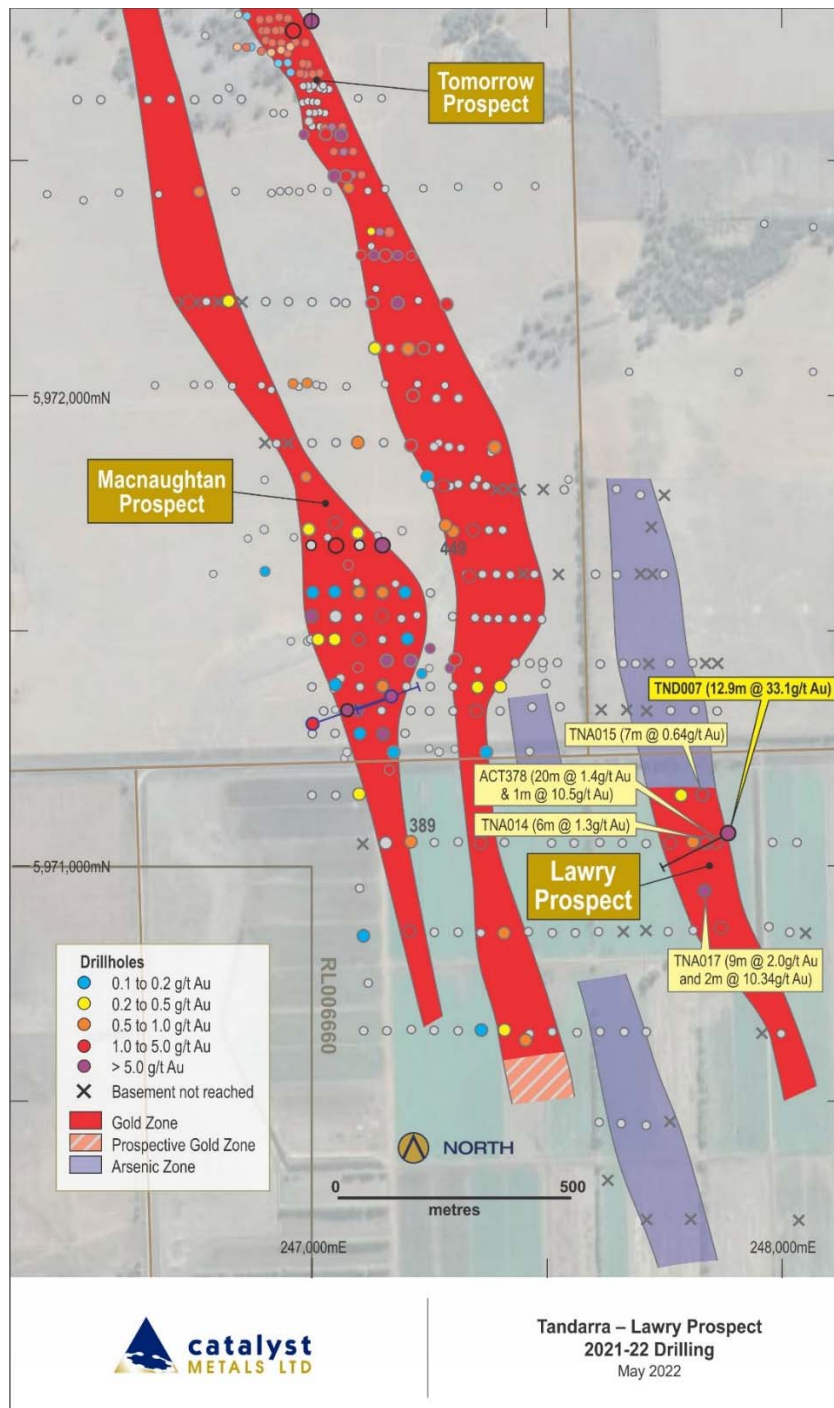 Tomorrow
Prospect
5,972,000mN
Macnaughtan
Prospect
449
TND007 (12.9m @ 33.1g/t Au)
TNA015 (7m @ 0.64g/t Au)
ACT378 (20m @ 1.4g/t Au
& 1m @ 10.5g/t Au)
TNA014 (6m @ 1.3g/t Au)
389
5,971,000mN
Lawry
Prospect
TNA017 (9m @ 2.0g/t Au
and 2m @ 10.34g/t Au)
RL006660
Drillholes
0.1 to 0.2 g/t Au
0.2 to 0.5 g/t Au
0.5 to 1.0 g/t Au
1.0 to 5.0 g/t Au
> 5.0 g/t Au
Basement not reached
Gold Zone
Prospective Gold Zone
Arsenic Zone
NORTH
0 500
metres
247,000mE
248,000mE
catalyst
METALS LTD
Tandarra – Lawry Prospect
2021-22 Drilling
May 2022